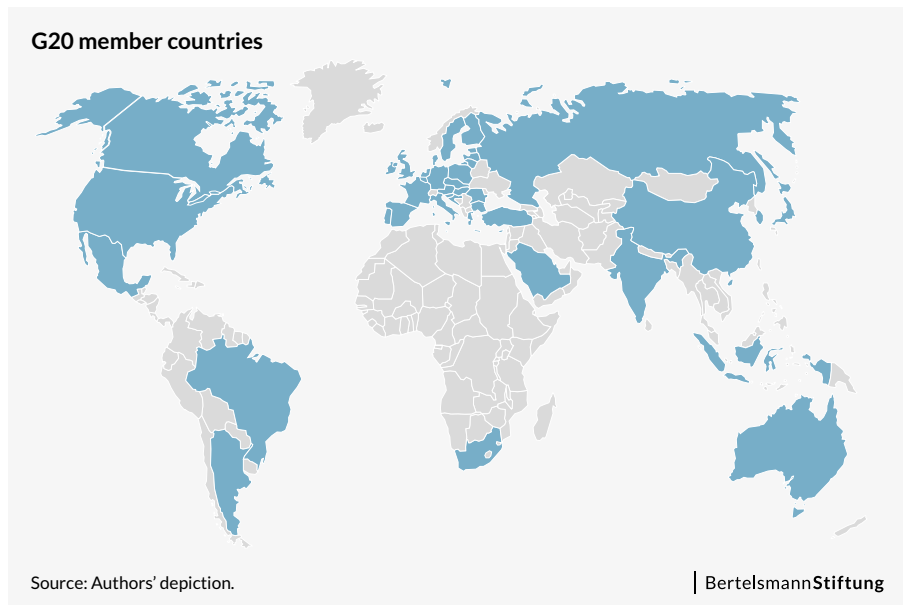 G20 member countries
Source: Authors’ depiction.
BertelsmannStiftung